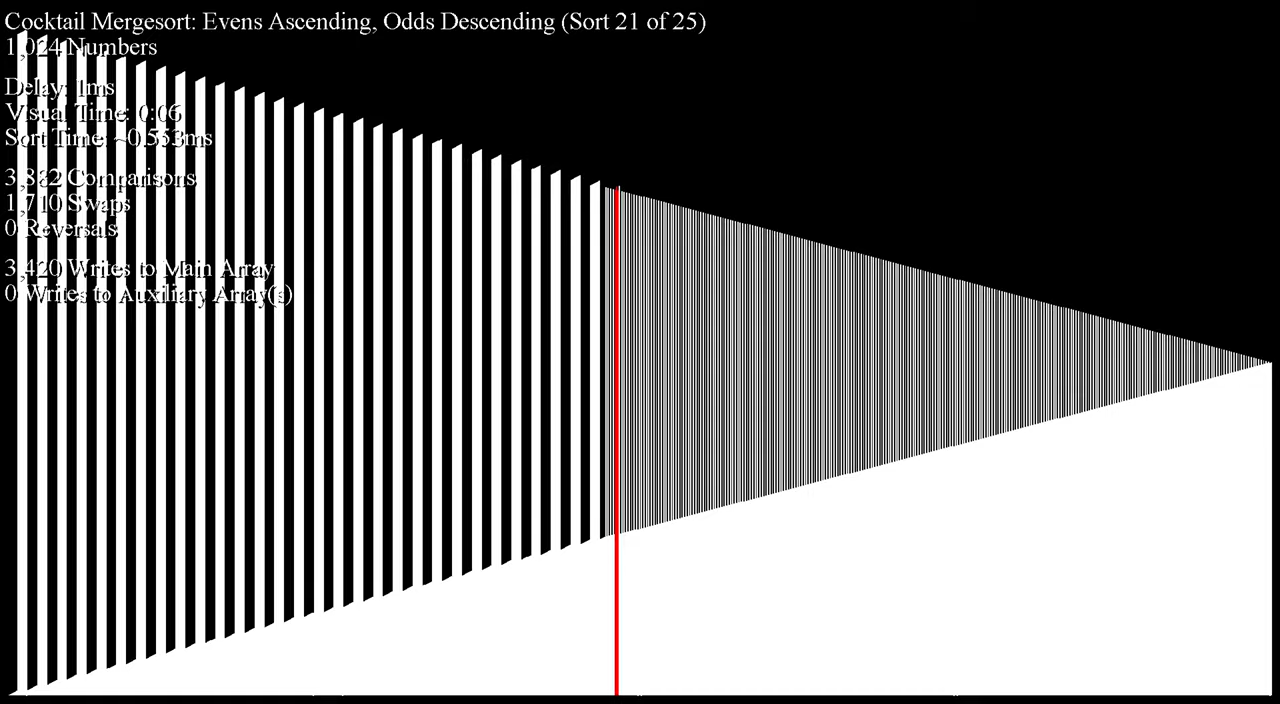 Cocktail Mergesort: Evens Ascending, Odds Descending (Sort 21 of 25)
1,024 Numbers
Delay: 1ms
Visual Time: 0:06
Sort Time: ~0.553ms
3,882 Comparisons
1,710 Swaps
0 Reversals
3,420 Writes to Main Array
0 Writes to Auxiliary Array(s)